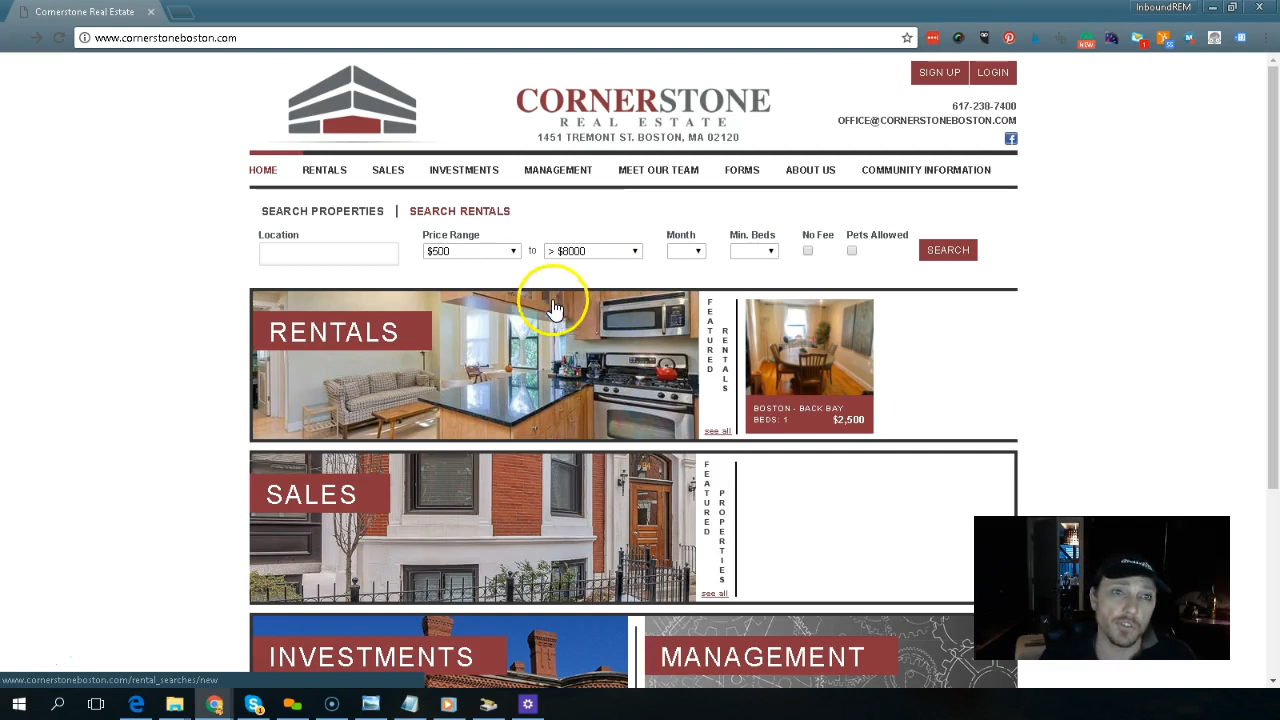 Cornerstone Real Estate
InboundREM
www.cornerstoneboston.com
SIGN UP
LOGIN
CORNERSTONE
REAL ESTATE
1451 TREMONT ST. BOSTON, MA 02120
617-238-7400
OFFICE@CORNERSTONEBOSTON.COM
HOME
RENTALS
SALES
INVESTMENTS
MANAGEMENT
MEET OUR TEAM
FORMS
ABOUT US
COMMUNITY INFORMATION
SEARCH PROPERTIES | SEARCH RENTALS
Location
Price Range
Month
Min. Beds
No Fee
Pets Allowed
$500
to
> $8000
SEARCH
RENTALS
FEATURED
RENTALS
see all
BOSTON - BACK BAY
BEDS: 1
$2,500
SALES
FEATURED
PROPERTIES
see all
INVESTMENTS
MANAGEMENT
www.cornerstoneboston.com/rental_searches/new